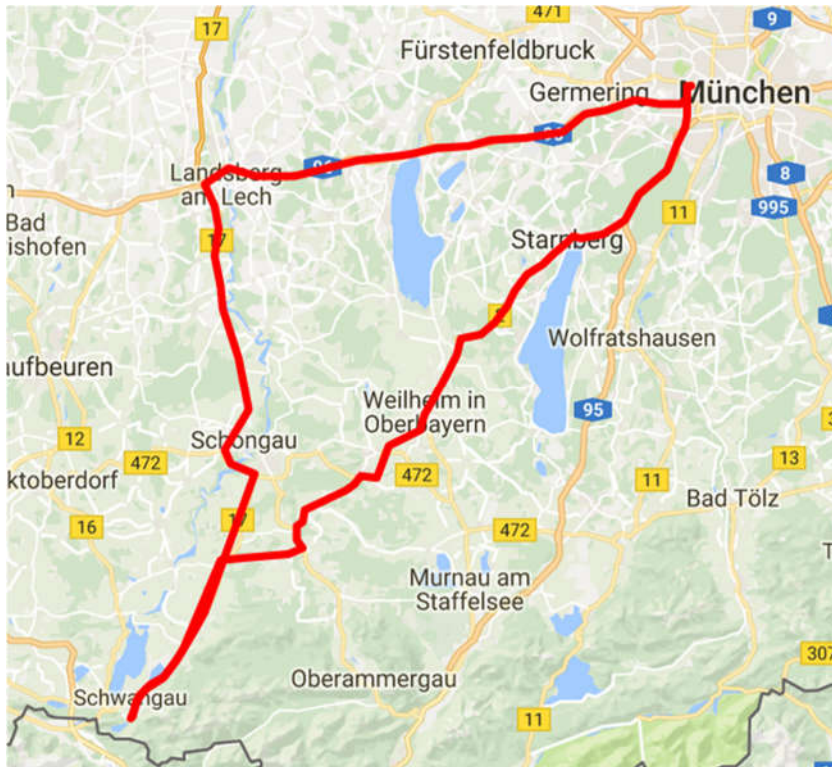 471
17
9
Fürstenfeldbruck
Germering
München
96
96
Landsberg
am Lech
8
n
995
11
Bad
ishofen
17
Starnberg
2
Wolfratshausen
aufbeuren
Weilheim in
Oberbayern
95
12
472
Schongau
13
ktoberdorf
472
11
Bad Tölz
16
17
472
T
Murnau am
Staffelsee
307
Oberammergau
Schwangau
11